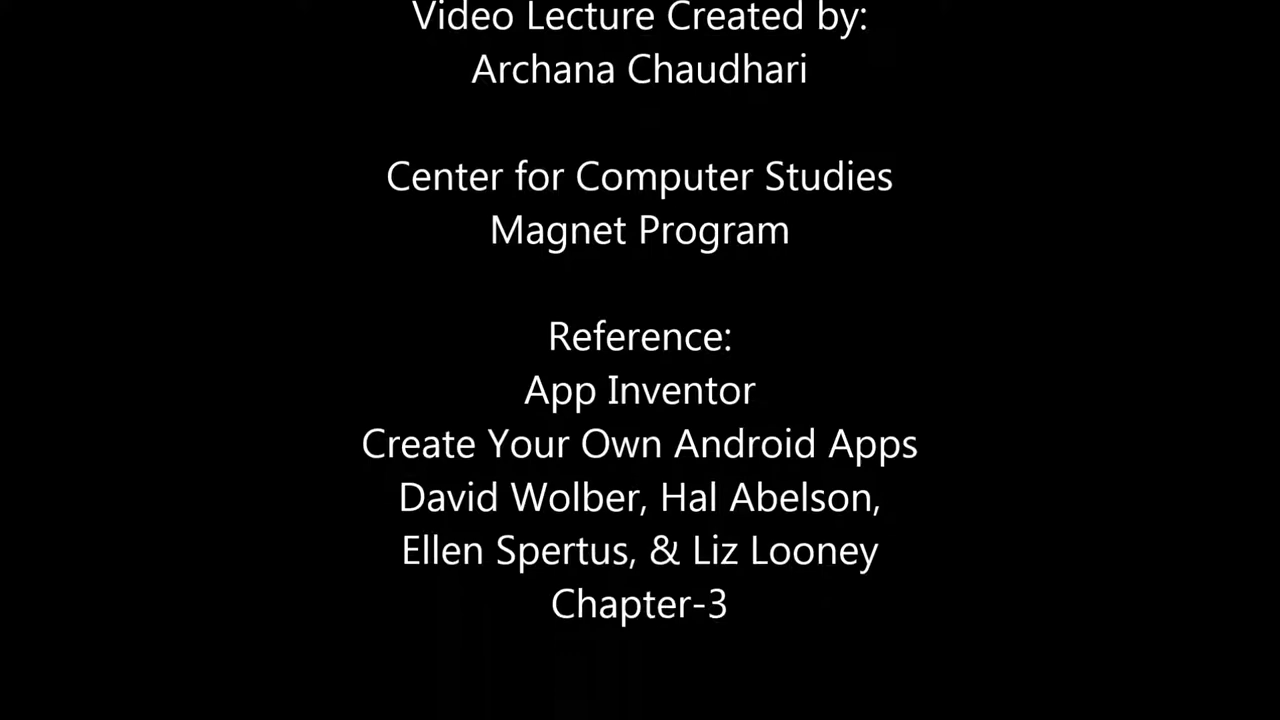 Video Lecture Created by:
Archana Chaudhari
Center for Computer Studies
Magnet Program
Reference:
App Inventor
Create Your Own Android Apps
David Wolber, Hal Abelson,
Ellen Spertus, & Liz Looney
Chapter-3